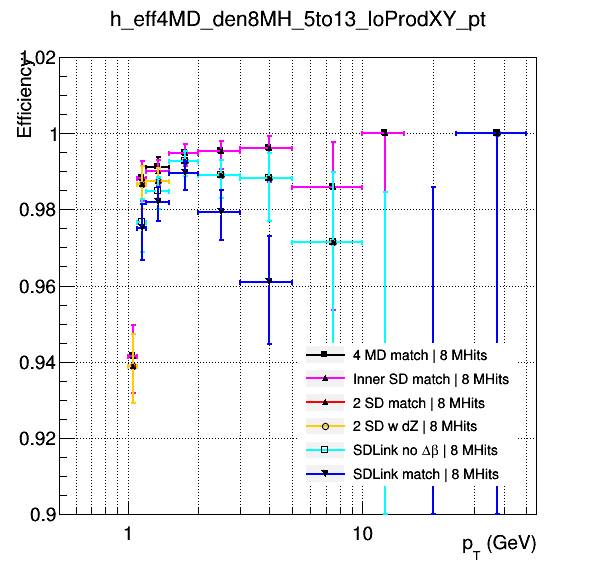 h_eff4MD_den8MH_5to13_loProdXY_pt
Efficiency
1.02
1
0.98
0.96
0.94
0.92
0.9
4 MD match | 8 MHits
Inner SD match | 8 MHits
2 SD match | 8 MHits
2 SD w dZ | 8 MHits
SDLink no Δβ | 8 MHits
SDLink match | 8 MHits
1 10
p_T (GeV)